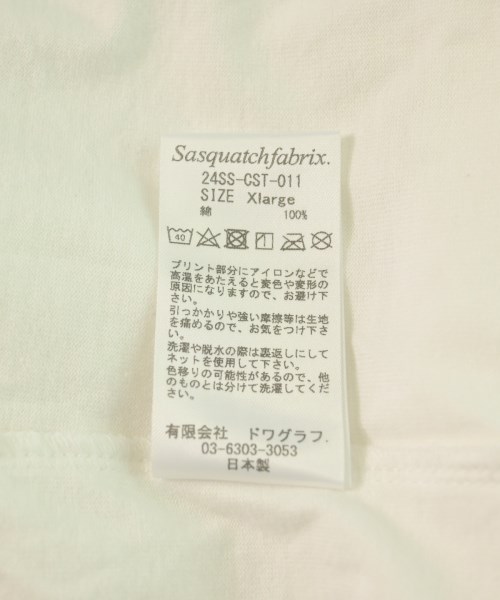 Sasquatchfabrix.
24SS-CST-011
SIZE Xlarge
綿 100%
40
プリント部分にアイロンなどで
高温をあたえると変色や変形の
原因になりますので、お避け下
さい。
引っかかりや強い摩擦等は生地
を痛めるので、お気をつけ下さ
い。
洗濯や脱水の際は裏返しにして
ネットを使用して下さい。
色移りの可能性があるので、他
のものとは分けて洗濯してくだ
さい。
有限会社 ドワグラフ.
03-6303-3053
日本製